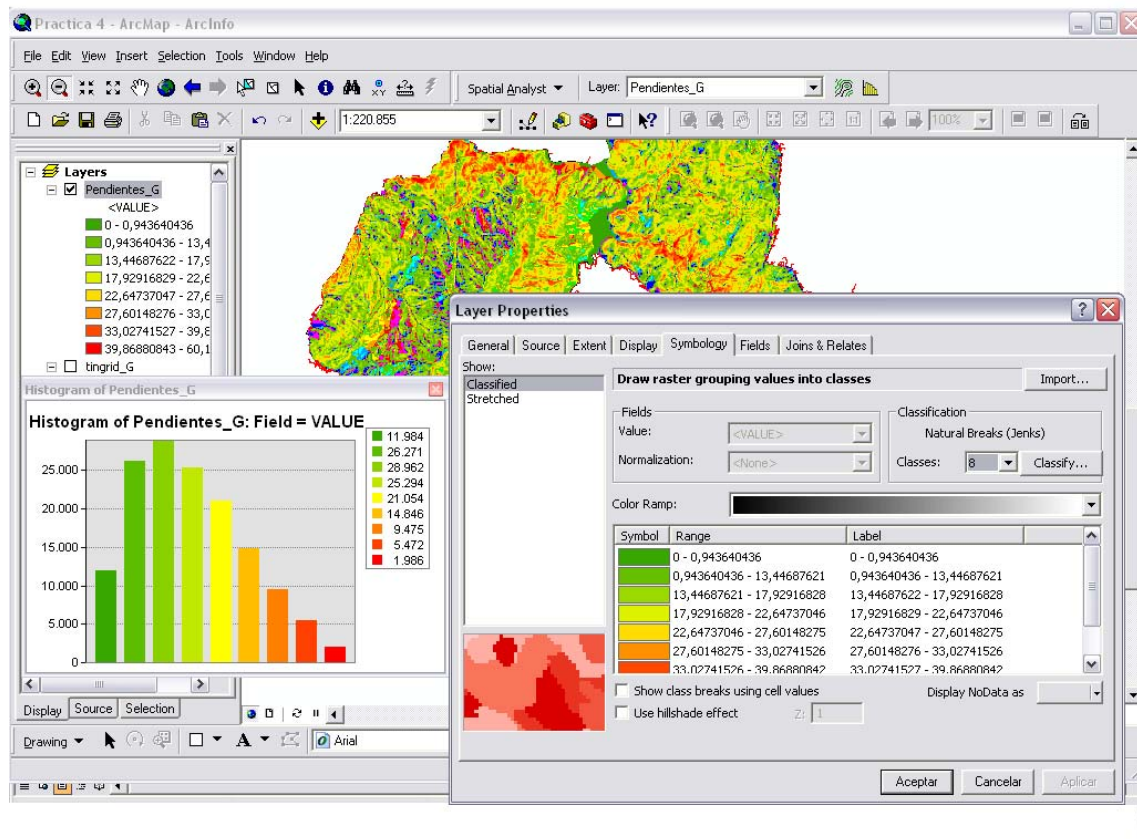 Practica 4 - ArcMap - ArcInfo
File Edit View Insert Selection Tools Window Help
Spatial Analyst Layer: Pendientes_G
1:220.855 100%
Layers
Pendientes_G
<VALUE>
0 - 0,943640436
0,943640436 - 13,4
13,44687622 - 17,9
17,92916829 - 22,6
22,64737047 - 27,6
27,60148276 - 33,0
33,02741527 - 39,8
39,86880843 - 60,1
tingrid_G
Histogram of Pendientes_G
Histogram of Pendientes_G: Field = VALUE
25.000
20.000
15.000
10.000
5.000
0
11.984
26.271
28.962
25.294
21.054
14.846
9.475
5.472
1.986
Display Source Selection
Drawing A Arial
Layer Properties
General Source Extent Display Symbology Fields Joins & Relates
Show:
Classified
Stretched
Draw raster grouping values into classes
Import...
Fields
Value: <VALUE>
Normalization: <None>
Classification
Natural Breaks (Jenks)
Classes: 8 Classify...
Color Ramp:
Symbol Range Label
0 - 0,943640436 0 - 0,943640436
0,943640436 - 13,44687621 0,943640436 - 13,44687621
13,44687621 - 17,92916828 13,44687622 - 17,92916828
17,92916828 - 22,64737046 17,92916829 - 22,64737046
22,64737046 - 27,60148275 22,64737047 - 27,60148275
27,60148275 - 33,02741526 27,60148276 - 33,02741526
33,02741526 - 39,86880842 33,02741527 - 39,86880842
Show class breaks using cell values
Display NoData as
Use hillshade effect Z: 1
Aceptar Cancelar Aplicar